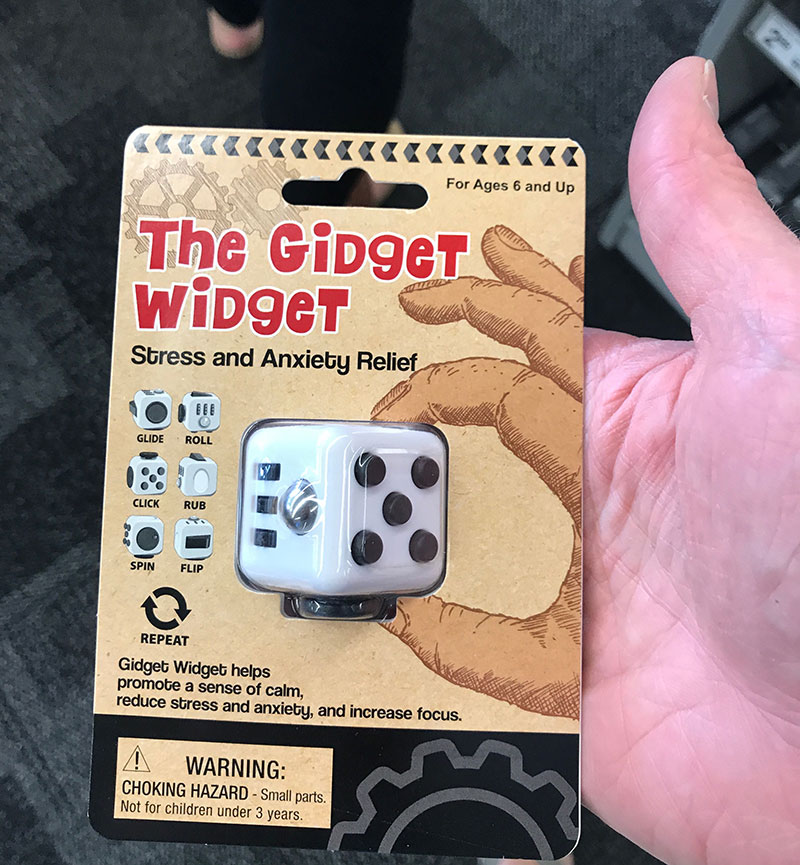 For Ages 6 and Up
The Gidget
Widget
Stress and Anxiety Relief
GLIDE ROLL
CLICK RUB
SPIN FLIP
REPEAT
Gidget Widget helps
promote a sense of calm,
reduce stress and anxiety, and increase focus.
WARNING:
CHOKING HAZARD - Small parts.
Not for children under 3 years.